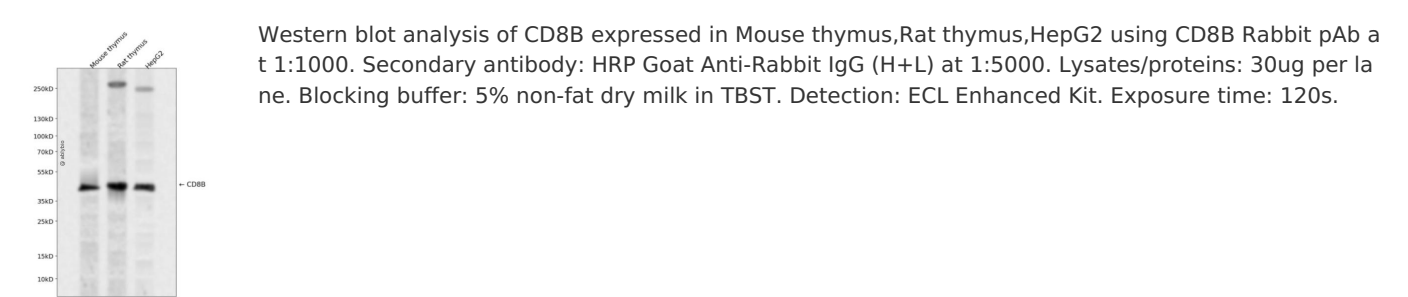 Mouse thymus
Rat thymus
HepG2
250kD
130kD
100kD
70kD
55kD
35kD
25kD
15kD
10kD
@ ablybio
← CD8B
Western blot analysis of CD8B expressed in Mouse thymus,Rat thymus,HepG2 using CD8B Rabbit pAb a
t 1:1000. Secondary antibody: HRP Goat Anti-Rabbit IgG (H+L) at 1:5000. Lysates/proteins: 30ug per la
ne. Blocking buffer: 5% non-fat dry milk in TBST. Detection: ECL Enhanced Kit. Exposure time: 120s.